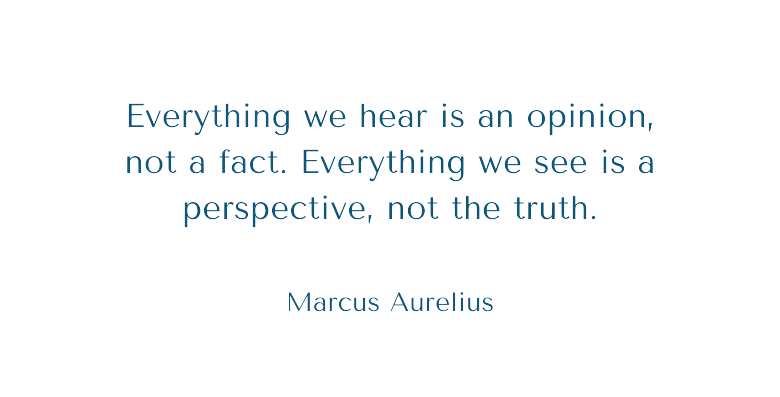 Everything we hear is an opinion,
not a fact. Everything we see is a
perspective, not the truth.
Marcus Aurelius